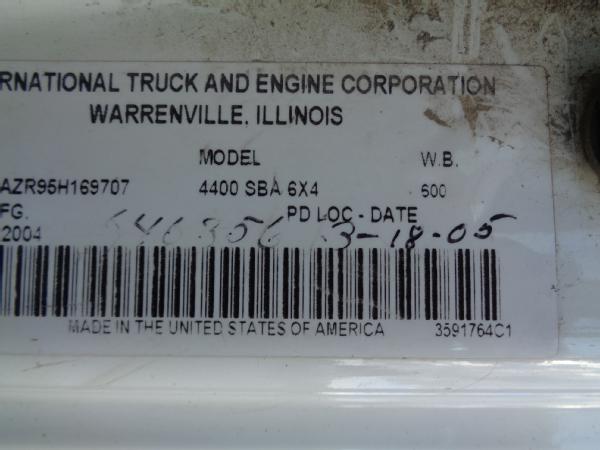 RNATIONAL TRUCK AND ENGINE CORPORATION
WARRENVILLE, ILLINOIS
MODEL W.B.
AZR95H169707 4400 SBA 6X4 600
FG. PD LOC - DATE
2004 646356 3-18-05
MADE IN THE UNITED STATES OF AMERICA 3591764C1